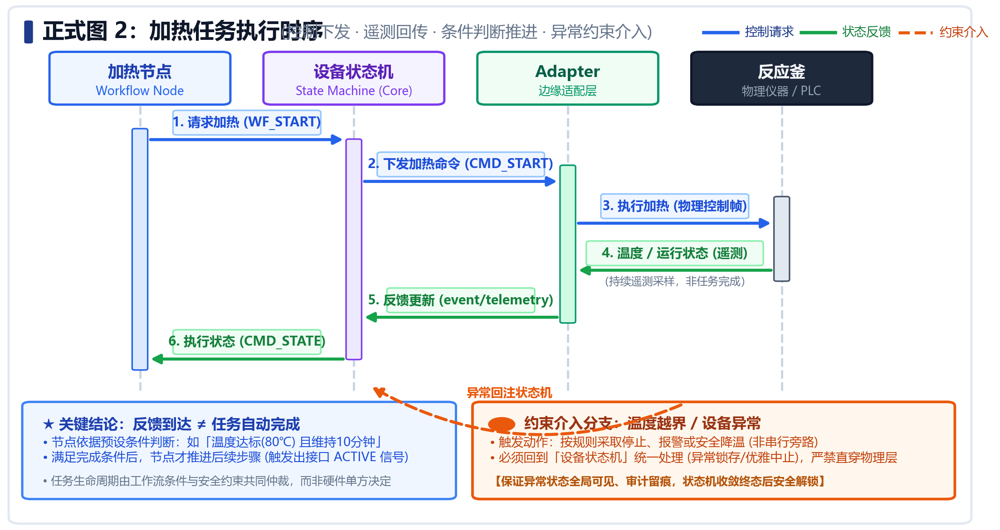 正式图 2：加热任务执行时序
(控制下发 · 遥测回传 · 条件判断推进 · 异常约束介入)
控制请求
状态反馈
约束介入
加热节点
Workflow Node
设备状态机
State Machine (Core)
Adapter
边缘适配层
反应釜
物理仪器 / PLC
1. 请求加热 (WF_START)
2. 下发加热命令 (CMD_START)
3. 执行加热 (物理控制帧)
4. 温度 / 运行状态 (遥测)
(持续遥测采样，非任务完成)
5. 反馈更新 (event/telemetry)
6. 执行状态 (CMD_STATE)
异常回注状态机
★ 关键结论：反馈到达 ≠ 任务自动完成
• 节点依据预设条件判断：如「温度达标(80℃) 且维持10分钟」
• 满足完成条件后，节点才推进后续步骤 (触发出接口 ACTIVE 信号)
• 任务生命周期由工作流条件与安全约束共同仲裁，而非硬件单方决定
约束介入分支：温度越界 / 设备异常
• 触发动作：按规则采取停止、报警或安全降温 (非串行旁路)
• 必须回到「设备状态机」统一处理 (异常锁存/优雅中止)，严禁直穿物理层
【保证异常状态全局可见、审计留痕，状态机收敛终态后安全解锁】